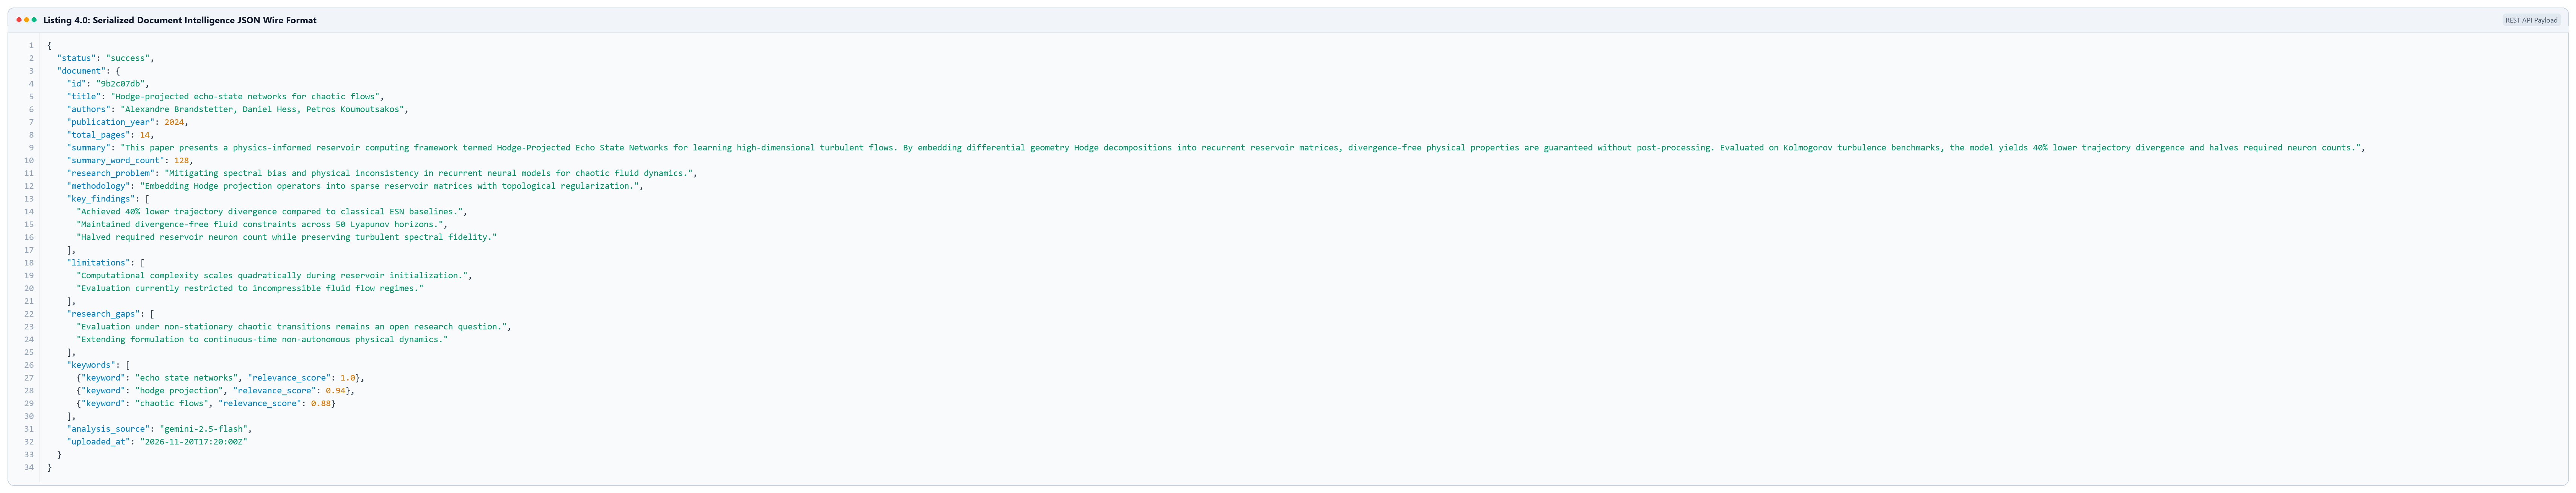 Listing 4.0: Serialized Document Intelligence JSON Wire Format
REST API Payload
1 {
2   "status": "success",
3   "document": {
4     "id": "9b2c07db",
5     "title": "Hodge-projected echo-state networks for chaotic flows",
6     "authors": "Alexandre Brandstetter, Daniel Hess, Petros Koumoutsakos",
7     "publication_year": 2024,
8     "total_pages": 14,
9     "summary": "This paper presents a physics-informed reservoir computing framework termed Hodge-Projected Echo State Networks for learning high-dimensional turbulent flows. By embedding differential geometry Hodge decompositions into recurrent reservoir matrices, divergence-free physical properties are guaranteed without post-processing. Evaluated on Kolmogorov turbulence benchmarks, the model yields 40% lower trajectory divergence and halves required neuron counts.",
10     "summary_word_count": 128,
11     "research_problem": "Mitigating spectral bias and physical inconsistency in recurrent neural models for chaotic fluid dynamics.",
12     "methodology": "Embedding Hodge projection operators into sparse reservoir matrices with topological regularization.",
13     "key_findings": [
14       "Achieved 40% lower trajectory divergence compared to classical ESN baselines.",
15       "Maintained divergence-free fluid constraints across 50 Lyapunov horizons.",
16       "Halved required reservoir neuron count while preserving turbulent spectral fidelity."
17     ],
18     "limitations": [
19       "Computational complexity scales quadratically during reservoir initialization.",
20       "Evaluation currently restricted to incompressible fluid flow regimes."
21     ],
22     "research_gaps": [
23       "Evaluation under non-stationary chaotic transitions remains an open research question.",
24       "Extending formulation to continuous-time non-autonomous physical dynamics."
25     ],
26     "keywords": [
27       {"keyword": "echo state networks", "relevance_score": 1.0},
28       {"keyword": "hodge projection", "relevance_score": 0.94},
29       {"keyword": "chaotic flows", "relevance_score": 0.88}
30     ],
31     "analysis_source": "gemini-2.5-flash",
32     "uploaded_at": "2026-11-20T17:20:00Z"
33   }
34 }